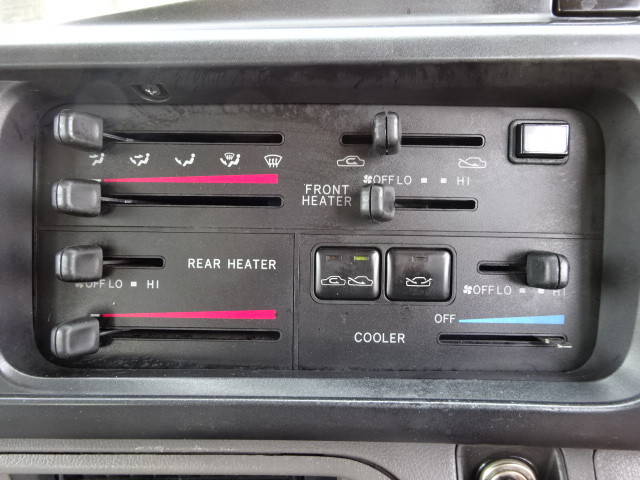 OFF LO HI
FRONT
HEATER
REAR HEATER
OFF LO HI
OFF LO HI
OFF
COOLER